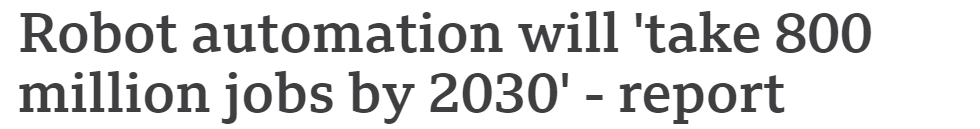 Robot automation will 'take 800
million jobs by 2030' - report